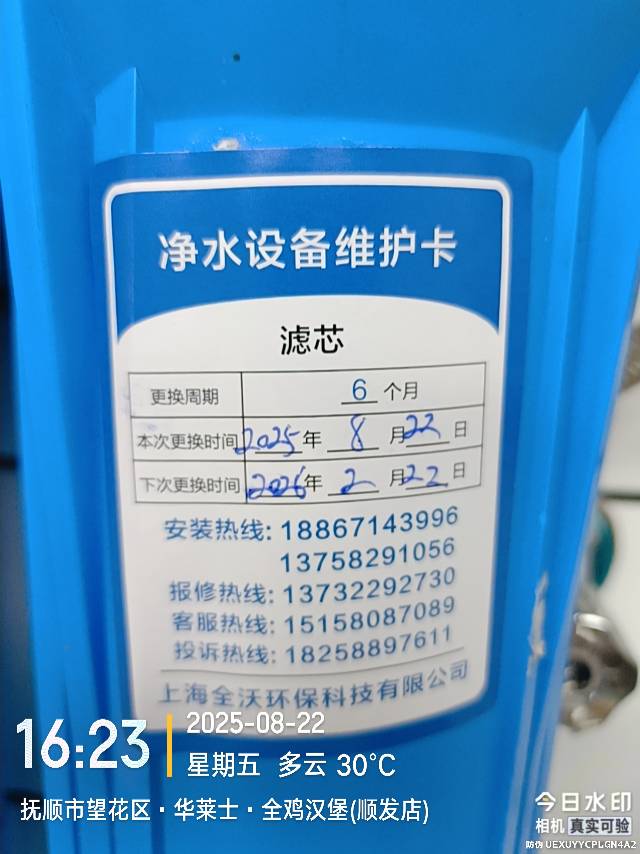 净水设备维护卡
滤芯
更换周期 6 个月
本次更换时间 2025 年 8 月 22 日
下次更换时间 2026 年 2 月 22 日
安装热线: 18867143996
13758291056
报修热线: 13732292730
客服热线: 15158087089
投诉热线: 18258897611
上海全沃环保科技有限公司
16:23
2025-08-22
星期五 多云 30°C
抚顺市望花区·华莱士·全鸡汉堡(顺发店)
今日水印
相机 真实可验
防伪 UEXUYYCPLGN4A2